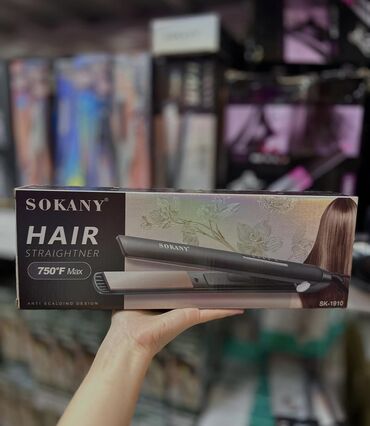 SOKANY
HAIR
STRAIGHTNER
750°F Max
ANTI SCALDING DESIGN
SOKANY
SK-1910